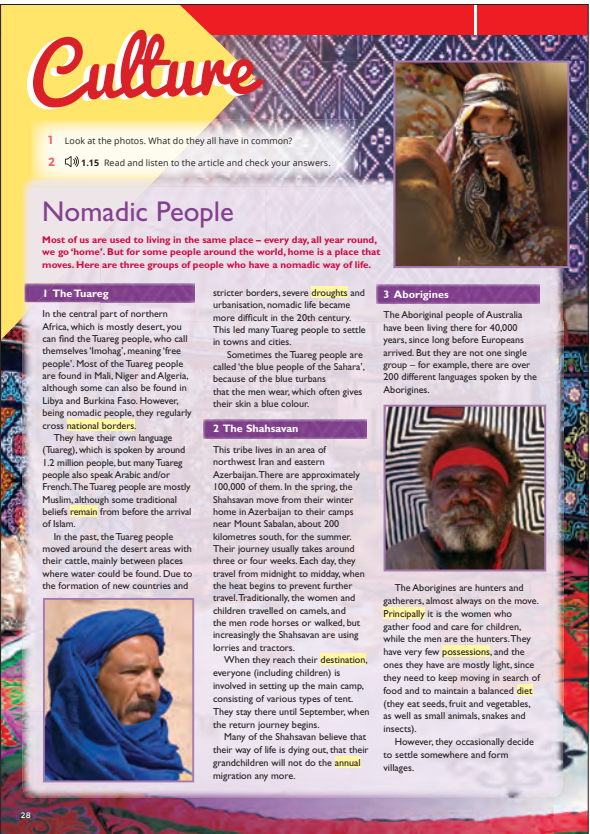 Culture
1 Look at the photos. What do they all have in common?
2 1.15 Read and listen to the article and check your answers.
Nomadic People
Most of us are used to living in the same place – every day, all year round,
we go ‘home’. But for some people around the world, home is a place that
moves. Here are three groups of people who have a nomadic way of life.
1 The Tuareg
In the central part of northern
Africa, which is mostly desert, you
can find the Tuareg people, who call
themselves ‘Imohag’, meaning ‘free
people’. Most of the Tuareg people
are found in Mali, Niger and Algeria,
although some can also be found in
Libya and Burkina Faso. However,
being nomadic people, they regularly
cross national borders.
They have their own language
(Tuareg), which is spoken by around
1.2 million people, but many Tuareg
people also speak Arabic and/or
French. The Tuareg people are mostly
Muslim, although some traditional
beliefs remain from before the arrival
of Islam.
In the past, the Tuareg people
moved around the desert areas with
their cattle, mainly between places
where water could be found. Due to
the formation of new countries and
stricter borders, severe droughts and
urbanisation, nomadic life became
more difficult in the 20th century.
This led many Tuareg people to settle
in towns and cities.
Sometimes the Tuareg people are
called ‘the blue people of the Sahara’,
because of the blue turbans
that the men wear, which often gives
their skin a blue colour.
2 The Shahsavan
This tribe lives in an area of
northwest Iran and eastern
Azerbaijan. There are approximately
100,000 of them. In the spring, the
Shahsavan move from their winter
home in Azerbaijan to their camps
near Mount Sabalan, about 200
kilometres south, for the summer.
Their journey usually takes around
three or four weeks. Each day, they
travel from midnight to midday, when
the heat begins to prevent further
travel. Traditionally, the women and
children travelled on camels, and
the men rode horses or walked, but
increasingly the Shahsavan are using
lorries and tractors.
When they reach their destination,
everyone (including children) is
involved in setting up the main camp,
consisting of various types of tent.
They stay there until September, when
the return journey begins.
Many of the Shahsavan believe that
their way of life is dying out, that their
grandchildren will not do the annual
migration any more.
3 Aborigines
The Aboriginal people of Australia
have been living there for 40,000
years, since long before Europeans
arrived. But they are not one single
group – for example, there are over
200 different languages spoken by the
Aborigines.
The Aborigines are hunters and
gatherers, almost always on the move.
Principally it is the women who
gather food and care for children,
while the men are the hunters. They
have very few possessions, and the
ones they have are mostly light, since
they need to keep moving in search of
food and to maintain a balanced diet
(they eat seeds, fruit and vegetables,
as well as small animals, snakes and
insects).
However, they occasionally decide
to settle somewhere and form
villages.
28